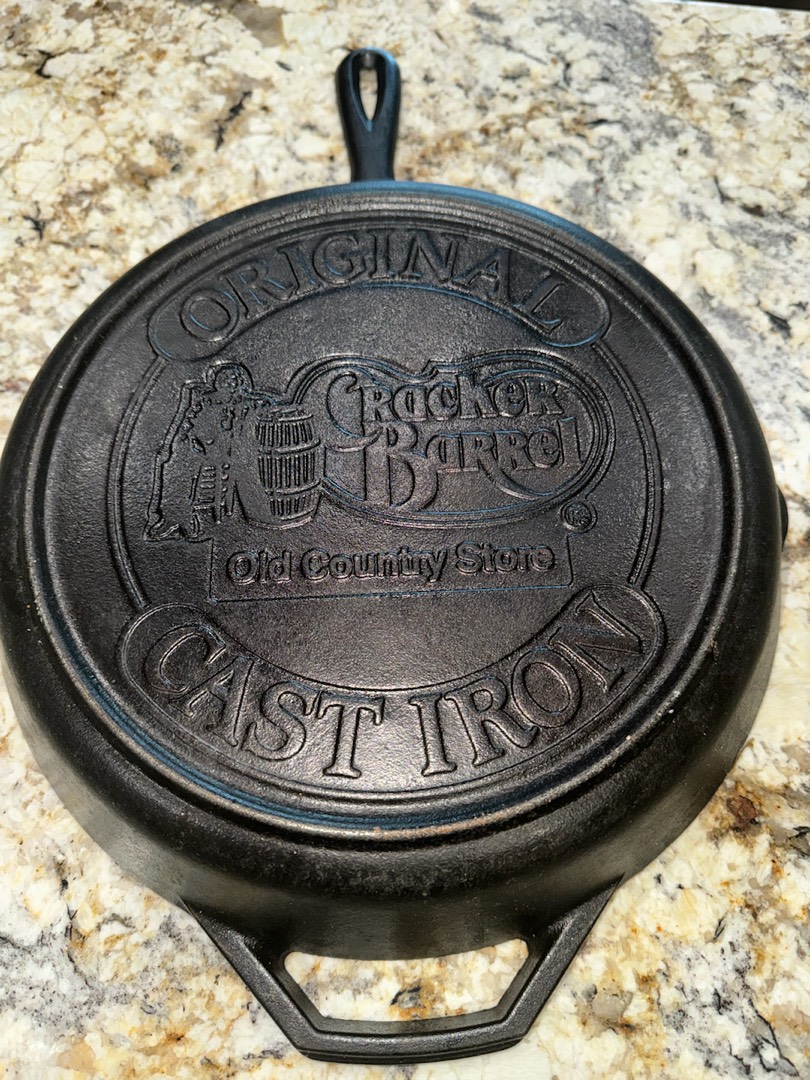 ORIGINAL
Cracker
Barrel
®
Old Country Store
CAST IRON